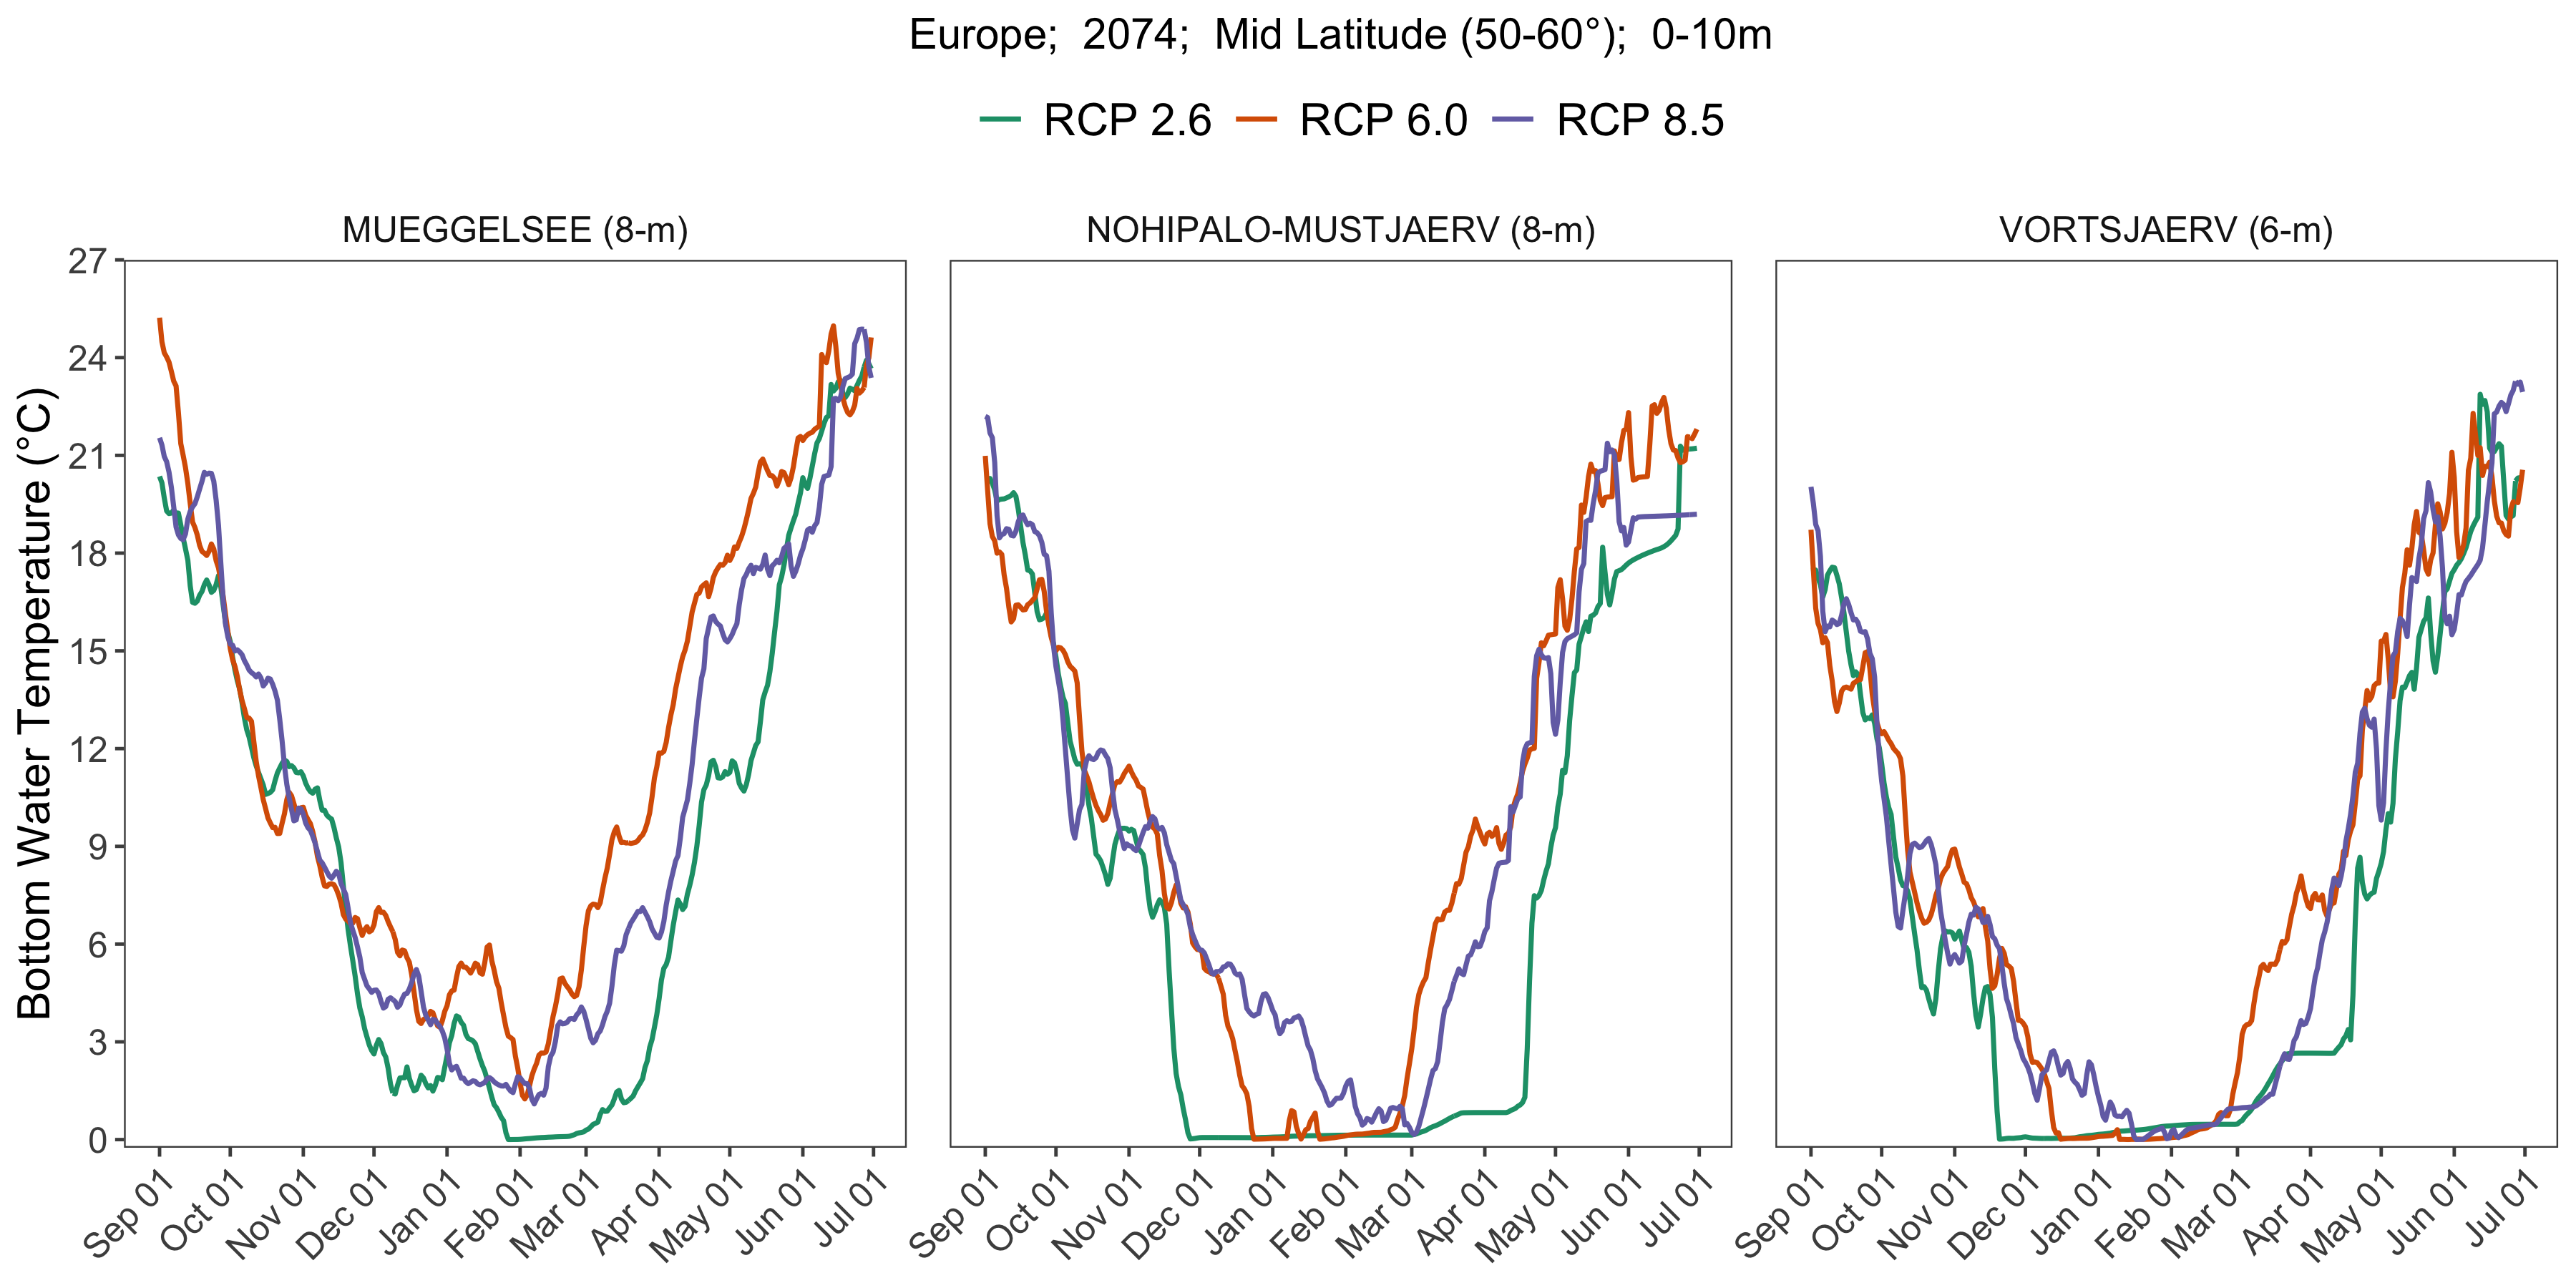 Europe;  2074;  Mid Latitude (50-60°);  0-10m
RCP 2.6 RCP 6.0 RCP 8.5
MUEGGELSEE (8-m) NOHIPALO-MUSTJAERV (8-m) VORTSJAERV (6-m)
Bottom Water Temperature (°C)
27
24
21
18
15
12
9
6
3
0
Sep 01 Oct 01 Nov 01 Dec 01 Jan 01 Feb 01 Mar 01 Apr 01 May 01 Jun 01 Jul 01
Sep 01 Oct 01 Nov 01 Dec 01 Jan 01 Feb 01 Mar 01 Apr 01 May 01 Jun 01 Jul 01
Sep 01 Oct 01 Nov 01 Dec 01 Jan 01 Feb 01 Mar 01 Apr 01 May 01 Jun 01 Jul 01